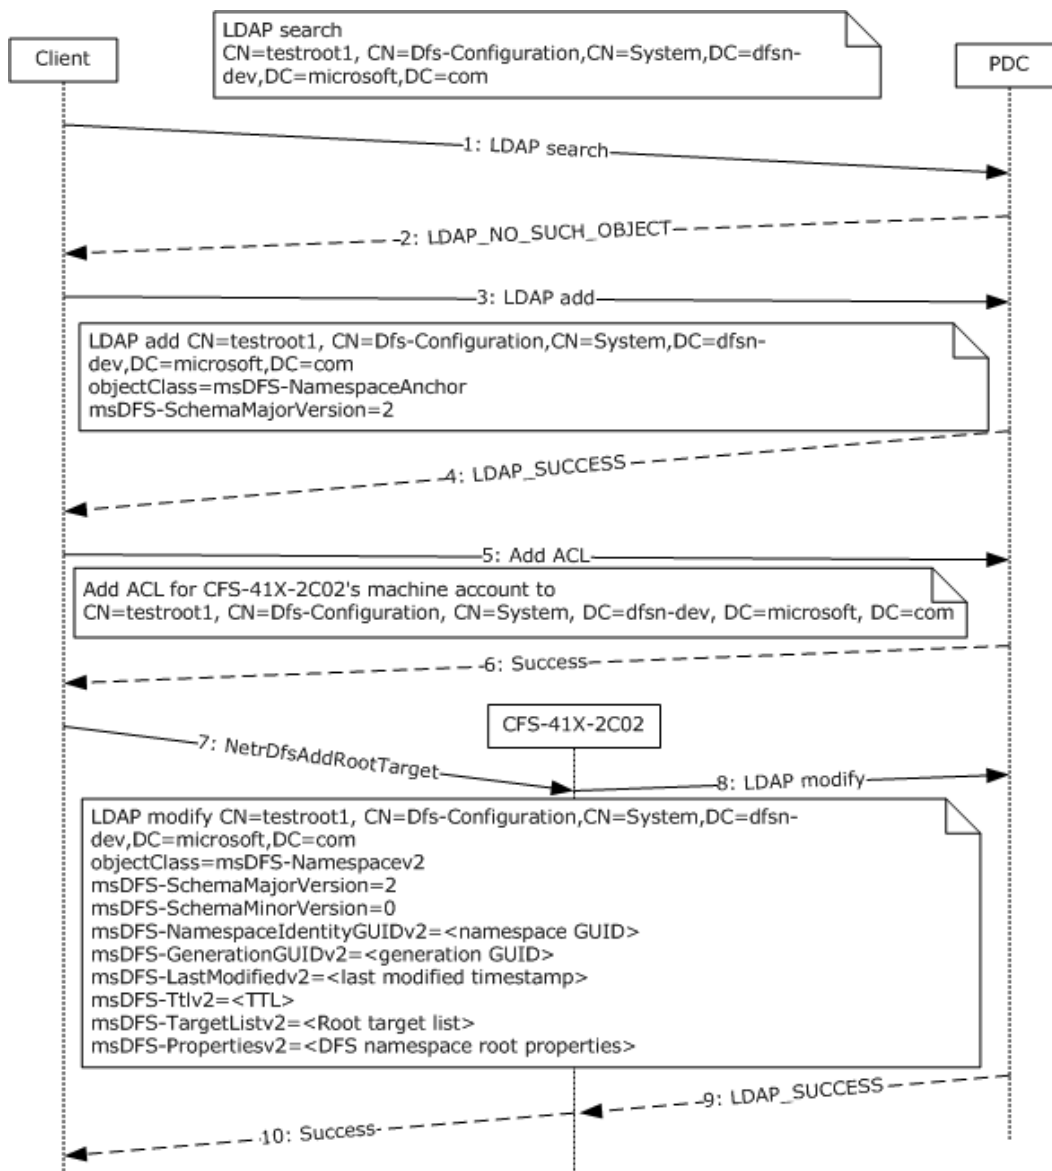 LDAP search
CN=testroot1, CN=Dfs-Configuration,CN=System,DC=dfsn-
dev,DC=microsoft,DC=com
Client
PDC
1: LDAP search
2: LDAP_NO_SUCH_OBJECT
3: LDAP add
LDAP add CN=testroot1, CN=Dfs-Configuration,CN=System,DC=dfsn-
dev,DC=microsoft,DC=com
objectClass=msDFS-NamespaceAnchor
msDFS-SchemaMajorVersion=2
4: LDAP_SUCCESS
5: Add ACL
Add ACL for CFS-41X-2C02's machine account to
CN=testroot1, CN=Dfs-Configuration, CN=System, DC=dfsn-dev, DC=microsoft, DC=com
6: Success
CFS-41X-2C02
7: NetrDfsAddRootTarget
8: LDAP modify
LDAP modify CN=testroot1, CN=Dfs-Configuration,CN=System,DC=dfsn-
dev,DC=microsoft,DC=com
objectClass=msDFS-Namespacev2
msDFS-SchemaMajorVersion=2
msDFS-SchemaMinorVersion=0
msDFS-NamespaceIdentityGUIDv2=<namespace GUID>
msDFS-GenerationGUIDv2=<generation GUID>
msDFS-LastModifiedv2=<last modified timestamp>
msDFS-Ttlv2=<TTL>
msDFS-TargetListv2=<Root target list>
msDFS-Propertiesv2=<DFS namespace root properties>
9: LDAP_SUCCESS
10: Success